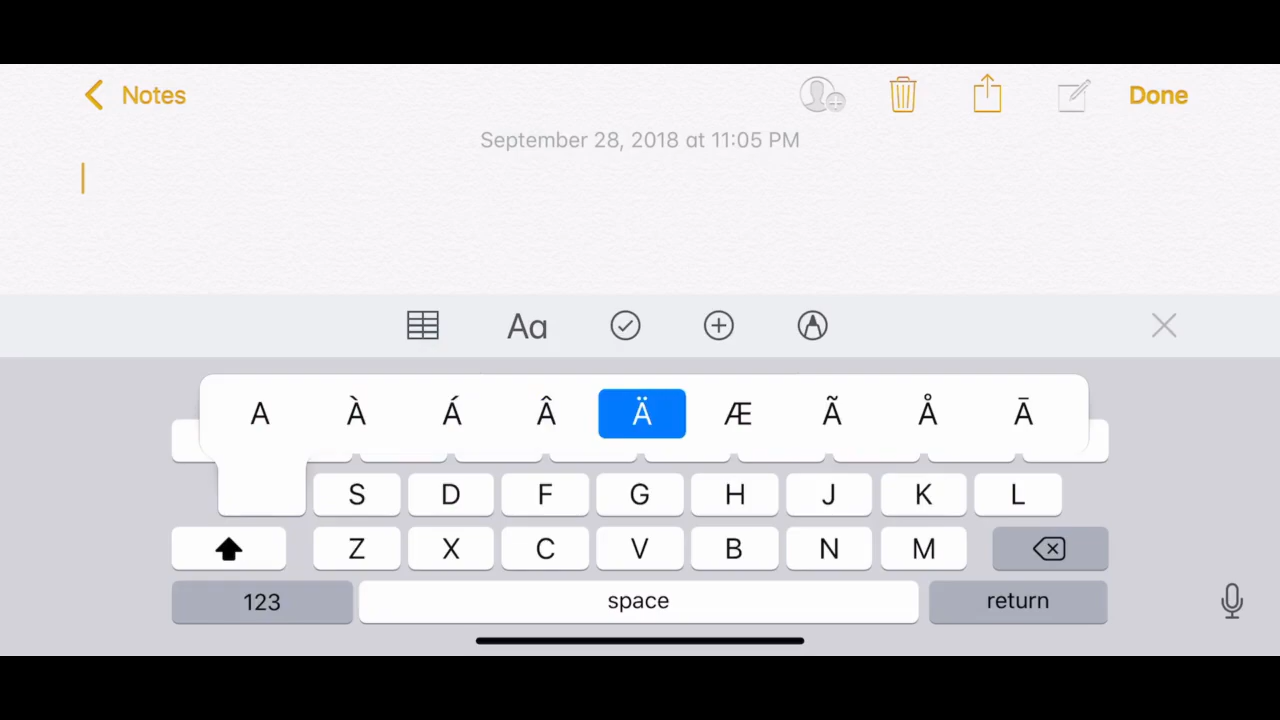 Notes
Done
September 28, 2018 at 11:05 PM
Aa
A À Á Â Ä Æ Ã Å Ā
S D F G H J K L
Z X C V B N M
123 space return